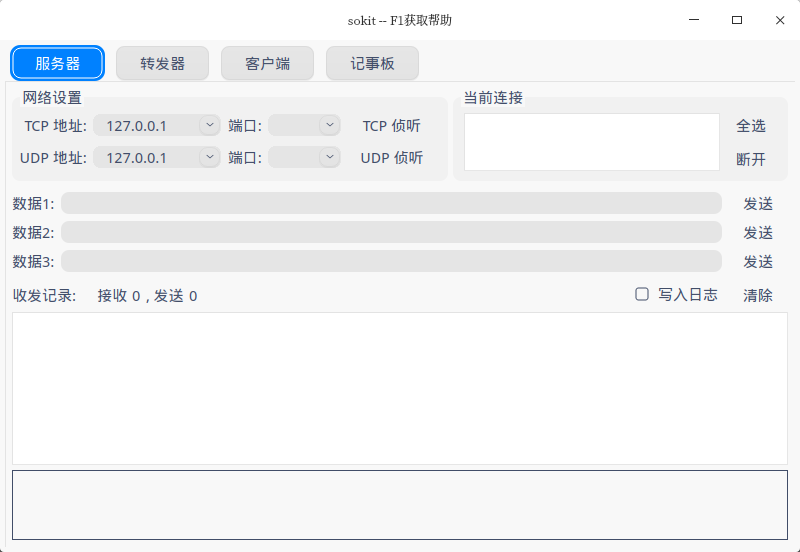 sokit -- F1获取帮助
服务器 转发器 客户端 记事板
网络设置 当前连接
TCP 地址: 127.0.0.1 端口: TCP 侦听 全选
UDP 地址: 127.0.0.1 端口: UDP 侦听 断开
数据1: 发送
数据2: 发送
数据3: 发送
收发记录: 接收 0 , 发送 0 写入日志 清除